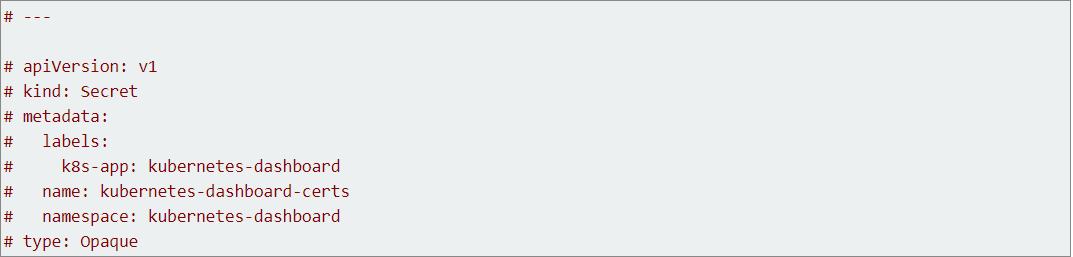 # ---
# apiVersion: v1
# kind: Secret
# metadata:
#   labels:
#     k8s-app: kubernetes-dashboard
#   name: kubernetes-dashboard-certs
#   namespace: kubernetes-dashboard
# type: Opaque